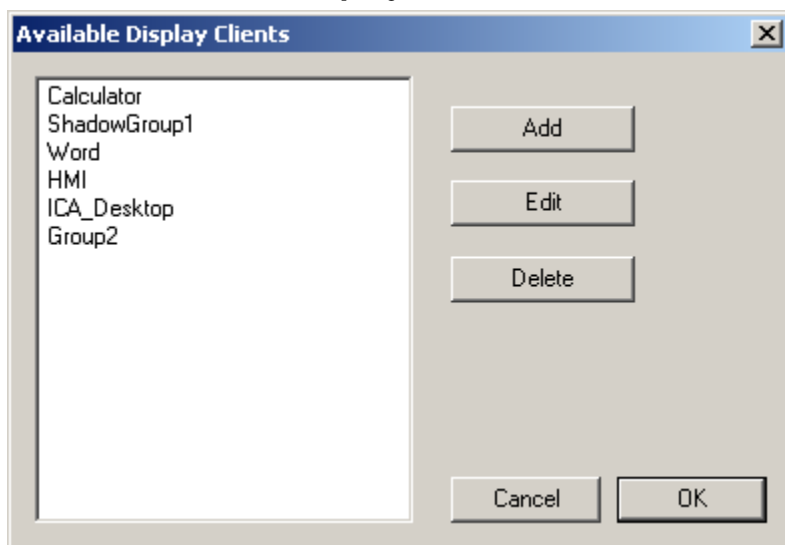 Available Display Clients
Calculator
ShadowGroup1
Word
HMI
ICA_Desktop
Group2
Add
Edit
Delete
Cancel
OK